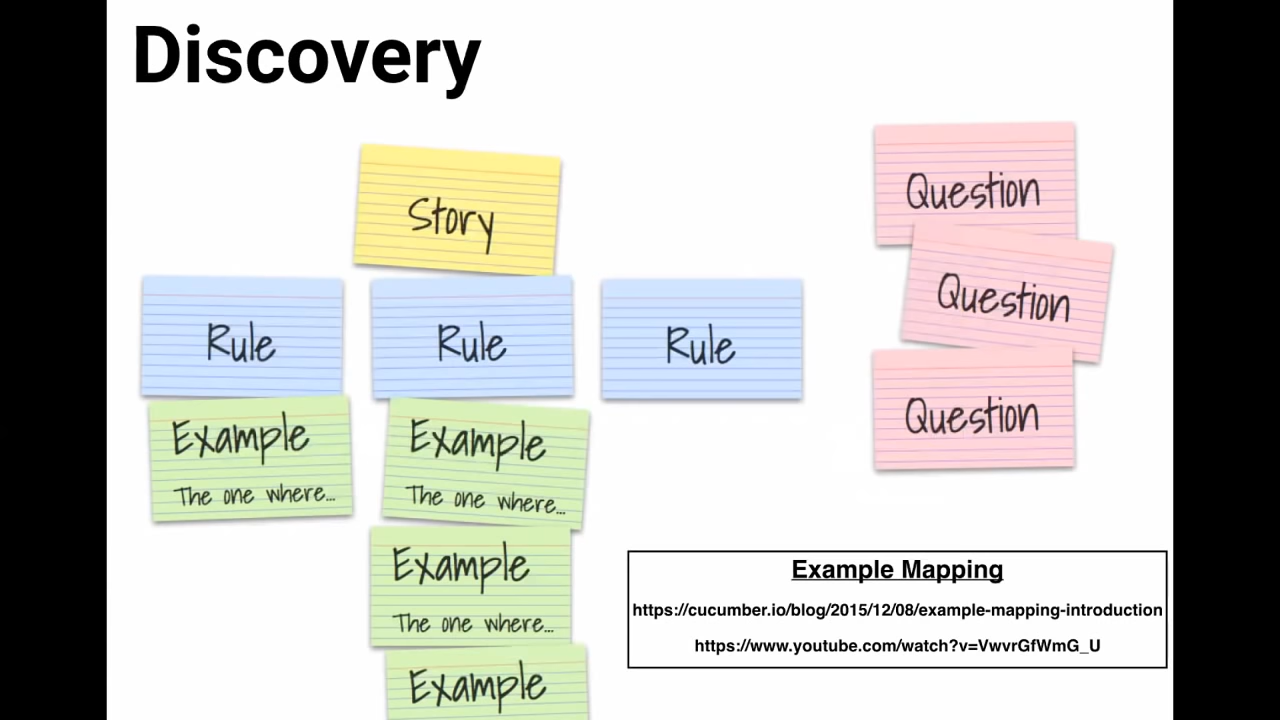 Discovery
Story
Rule
Rule
Rule
Example
The one where...
Example
The one where...
Example
The one where...
Example
Question
Question
Question
Example Mapping
https://cucumber.io/blog/2015/12/08/example-mapping-introduction
https://www.youtube.com/watch?v=VwvrGfWmG_U